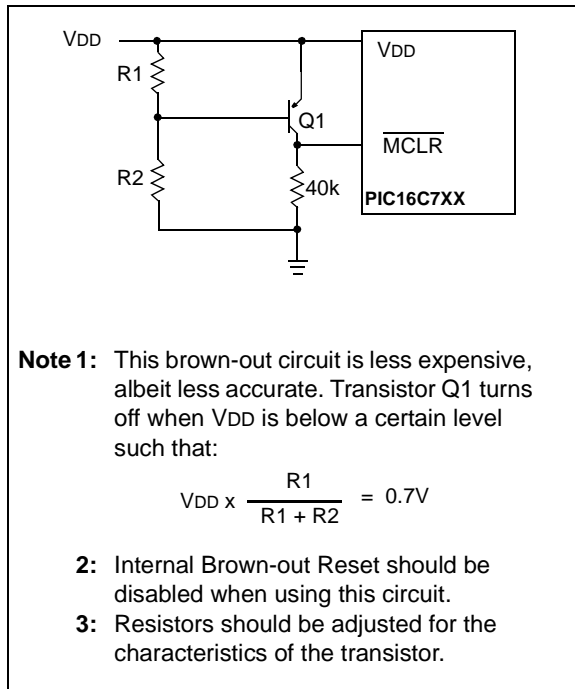 VDD
VDD
R1
Q1
MCLR
R2
40k
PIC16C7XX
Note 1: This brown-out circuit is less expensive,
albeit less accurate. Transistor Q1 turns
off when VDD is below a certain level
such that:
VDD x R1 / R1 + R2 = 0.7V
2: Internal Brown-out Reset should be
disabled when using this circuit.
3: Resistors should be adjusted for the
characteristics of the transistor.